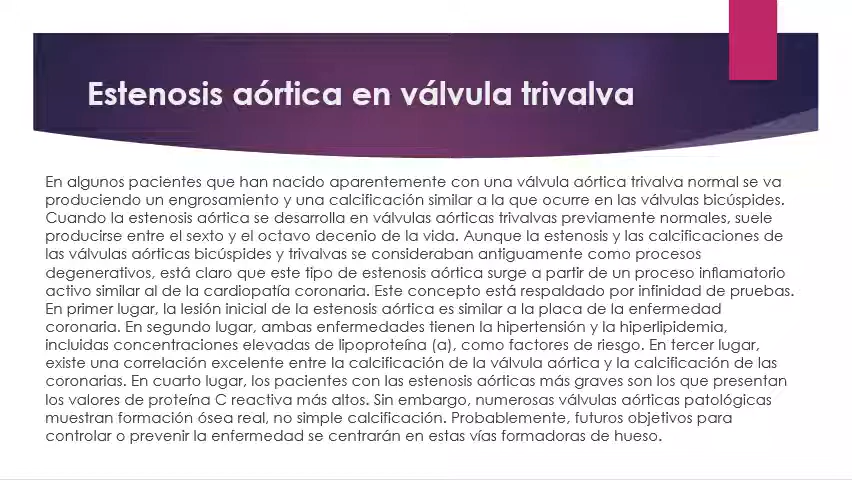 Estenosis aórtica en válvula trivalva
En algunos pacientes que han nacido aparentemente con una válvula aórtica trivalva normal se va
produciendo un engrosamiento y una calcificación similar a la que ocurre en las válvulas bicúspides.
Cuando la estenosis aórtica se desarrolla en válvulas aórticas trivalvas previamente normales, suele
producirse entre el sexto y el octavo decenio de la vida. Aunque la estenosis y las calcificaciones de
las válvulas aórticas bicúspides y trivalvas se consideraban antiguamente como procesos
degenerativos, está claro que este tipo de estenosis aórtica surge a partir de un proceso inflamatorio
activo similar al de la cardiopatía coronaria. Este concepto está respaldado por infinidad de pruebas.
En primer lugar, la lesión inicial de la estenosis aórtica es similar a la placa de la enfermedad
coronaria. En segundo lugar, ambas enfermedades tienen la hipertensión y la hiperlipidemia,
incluidas concentraciones elevadas de lipoproteína (a), como factores de riesgo. En tercer lugar,
existe una correlación excelente entre la calcificación de la válvula aórtica y la calcificación de las
coronarias. En cuarto lugar, los pacientes con las estenosis aórticas más graves son los que presentan
los valores de proteína C reactiva más altos. Sin embargo, numerosas válvulas aórticas patológicas
muestran formación ósea real, no simple calcificación. Probablemente, futuros objetivos para
controlar o prevenir la enfermedad se centrarán en estas vías formadoras de hueso.